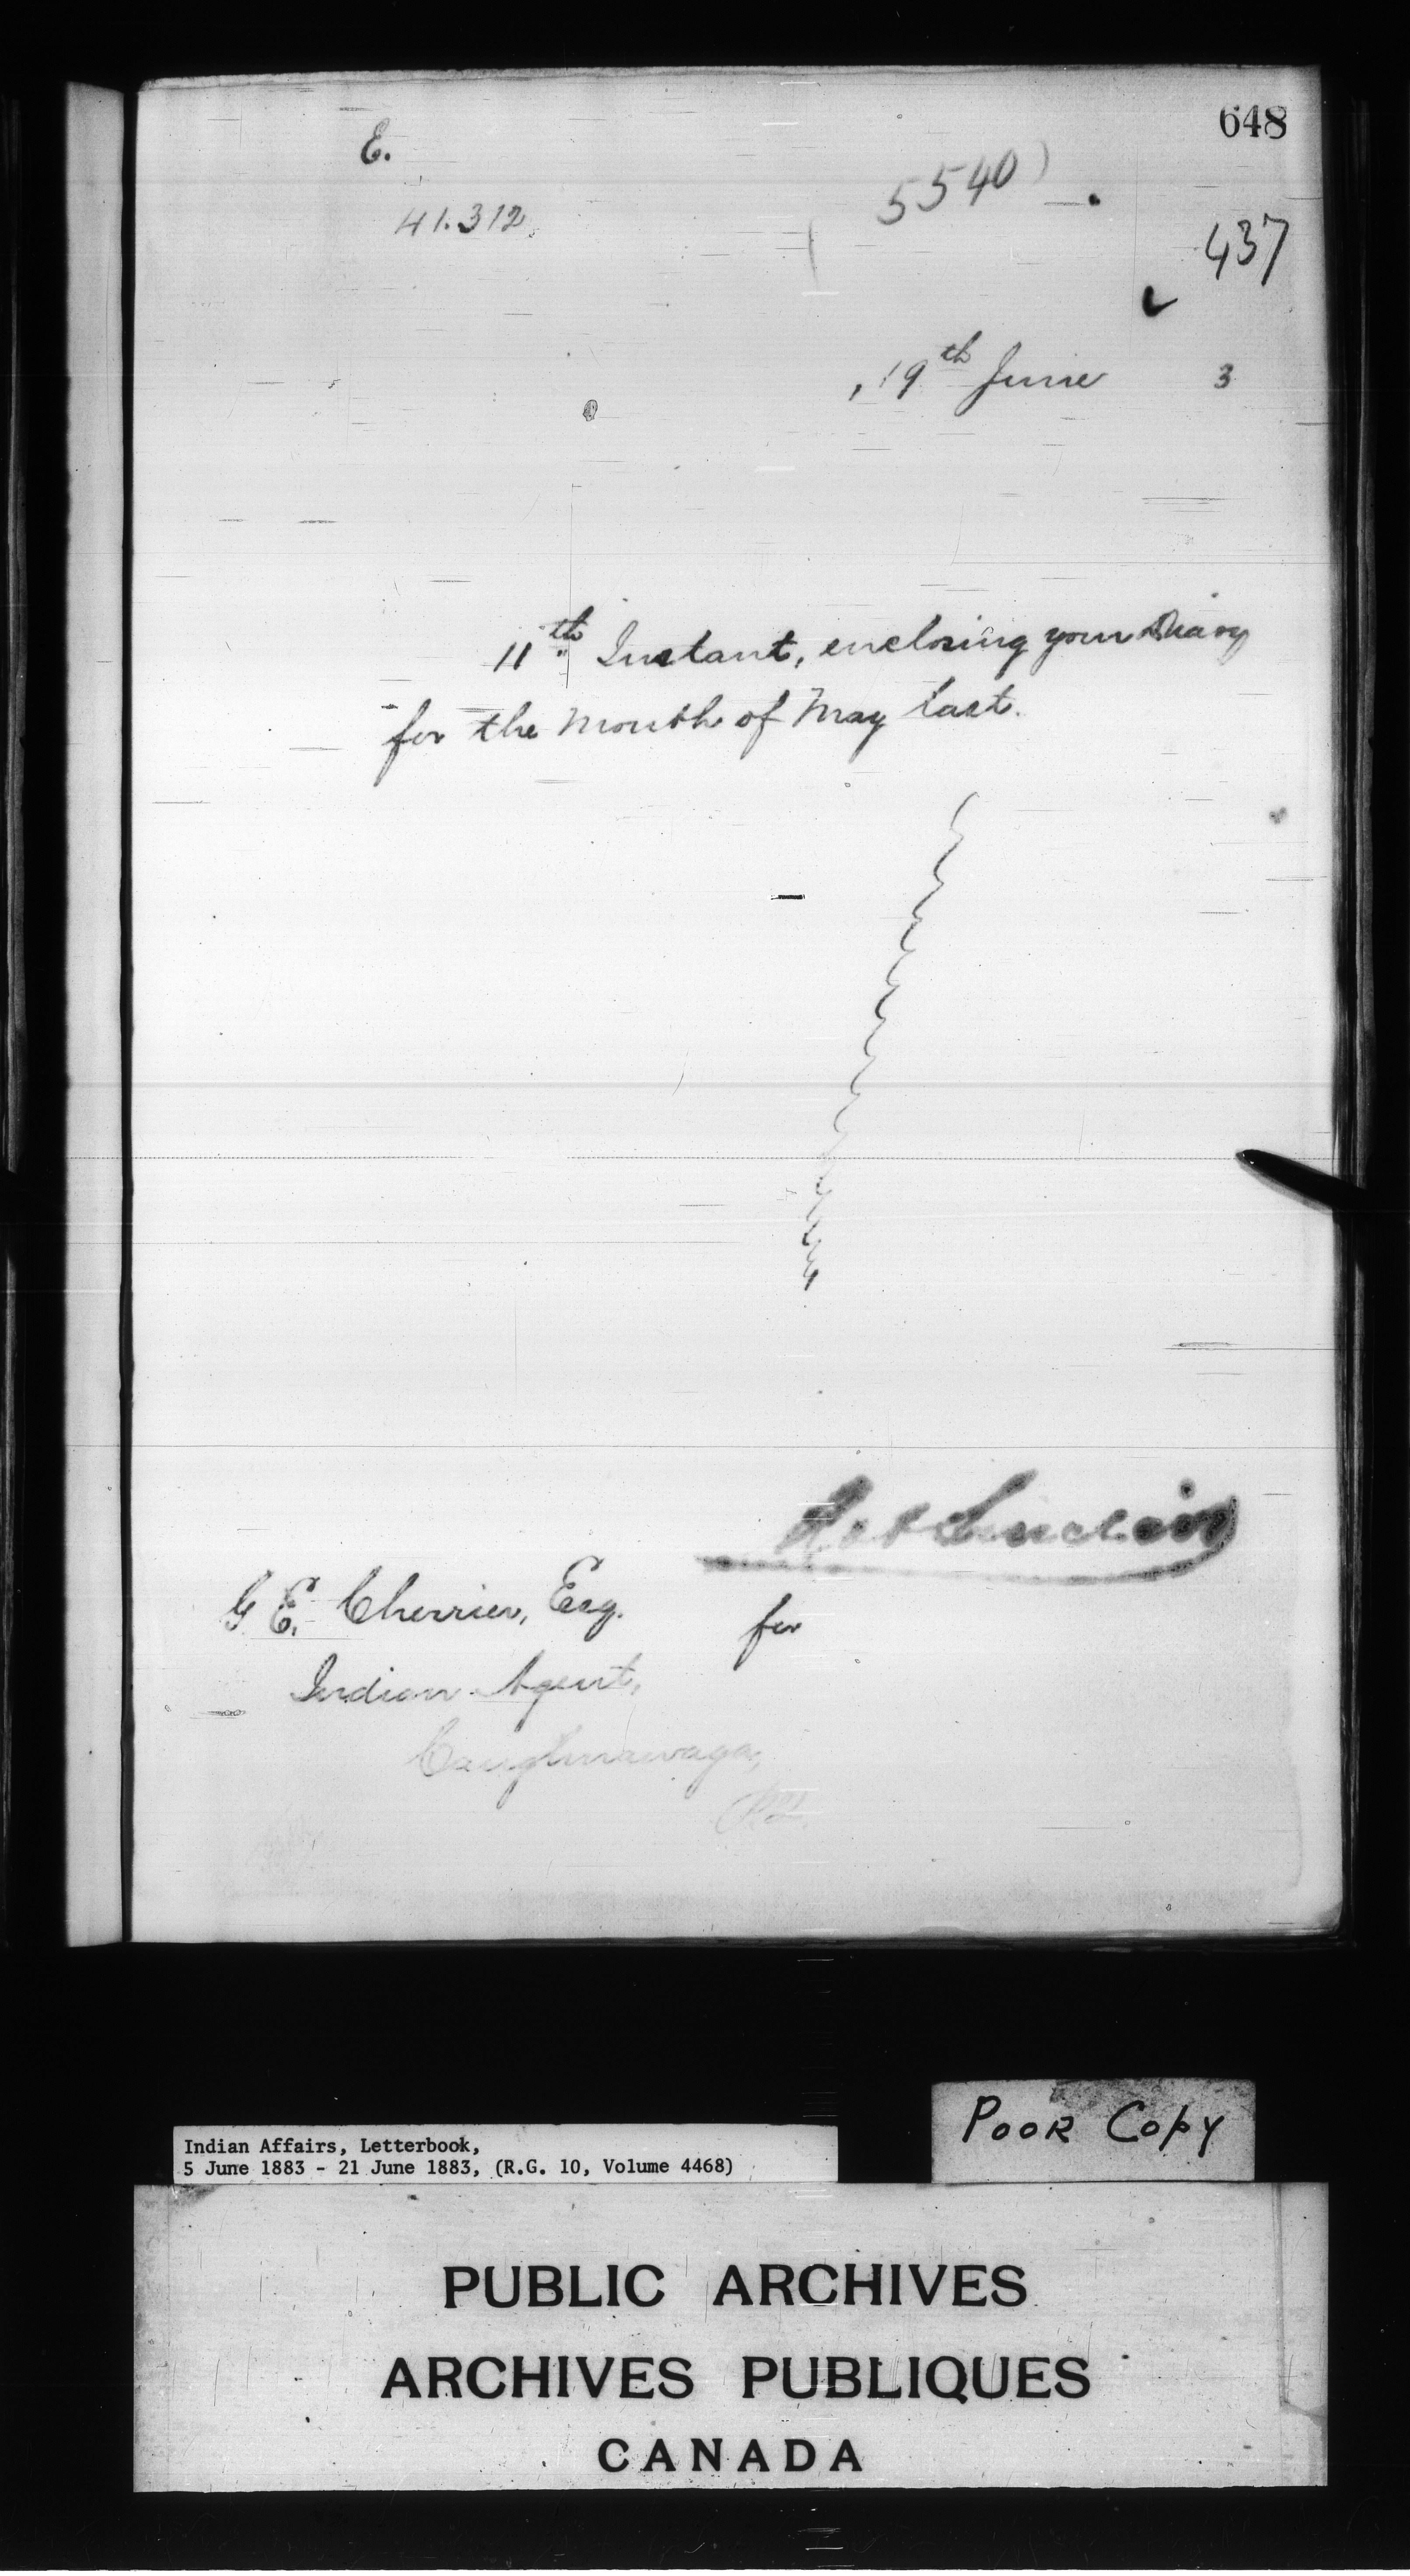 648
E.
5540
41.312
437
19th June 3
11th Instant, enclosing your Diary
for the month of May last.
Rob Sinclair
G E. Cherrier, Esq.
for
Indian Agent,
Caughnawaga,
Poor Copy
Indian Affairs, Letterbook,
5 June 1883 - 21 June 1883, (R.G. 10, Volume 4468)
PUBLIC ARCHIVES
ARCHIVES PUBLIQUES
CANADA